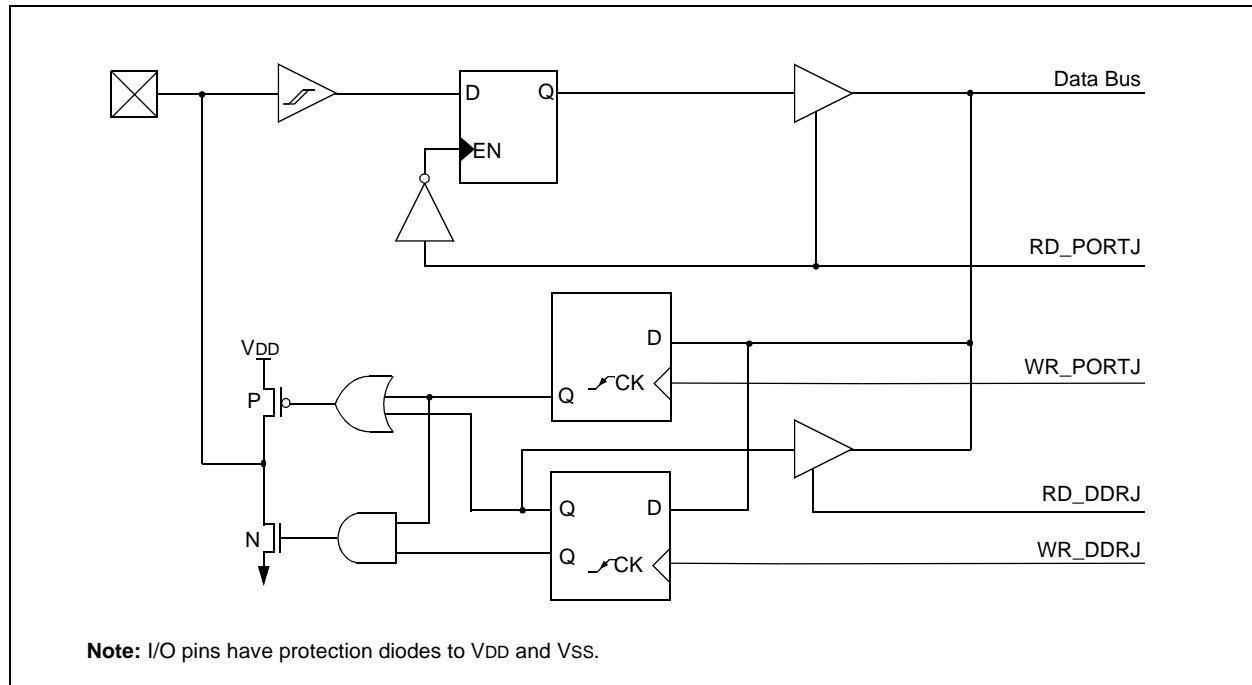 D
Q
Data Bus
EN
RD_PORTJ
D
VDD
WR_PORTJ
P
Q
CK
RD_DDRJ
Q
D
N
WR_DDRJ
Q
CK
Note: I/O pins have protection diodes to VDD and VSS.